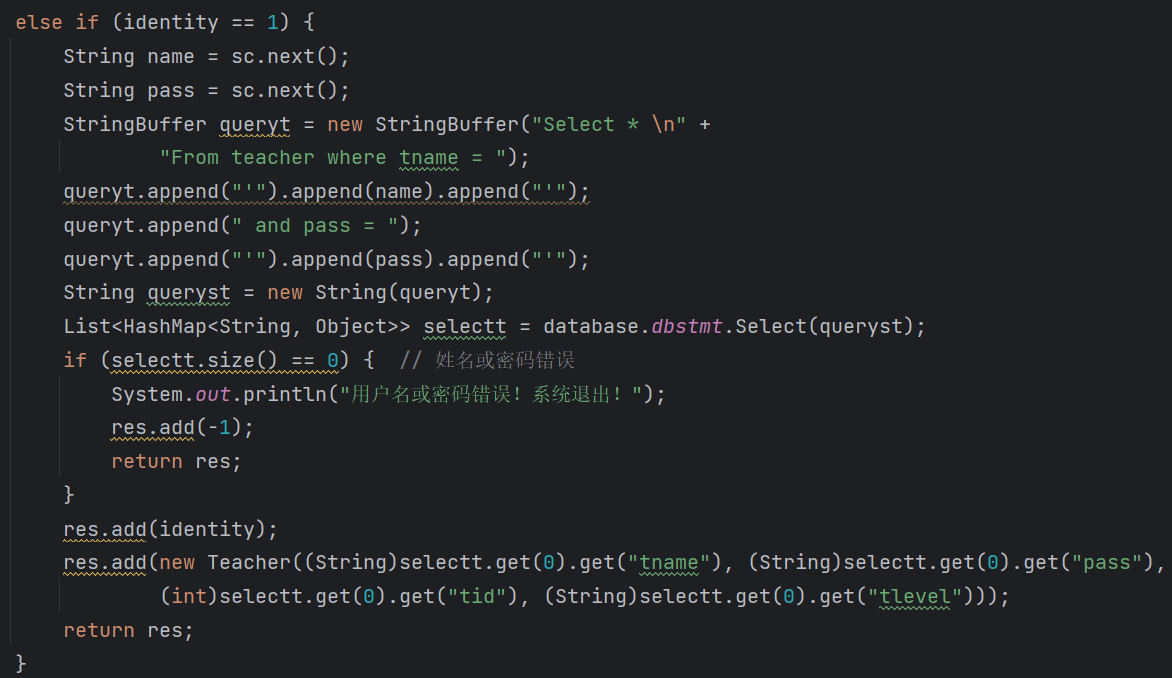 else if (identity == 1) {
    String name = sc.next();
    String pass = sc.next();
    StringBuffer queryt = new StringBuffer("Select * \n" +
            "From teacher where tname = ");
    queryt.append("'").append(name).append("'");
    queryt.append(" and pass = ");
    queryt.append("'").append(pass).append("'");
    String queryst = new String(queryt);
    List<HashMap<String, Object>> selectt = database.dbstmt.Select(queryst);
    if (selectt.size() == 0) {  // 姓名或密码错误
        System.out.println("用户名或密码错误！系统退出！");
        res.add(-1);
        return res;
    }
    res.add(identity);
    res.add(new Teacher((String)selectt.get(0).get("tname"), (String)selectt.get(0).get("pass"),
            (int)selectt.get(0).get("tid"), (String)selectt.get(0).get("tlevel")));
    return res;
}